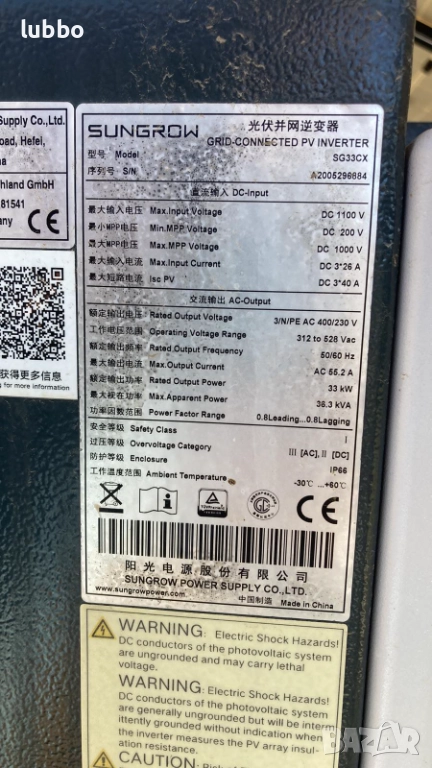 lubbo
Supply Co.,Ltd.
oad, Hefei,
na
hland GmbH
81541
any
CE
获得更多信息
g for more information
SUNGROW 光伏并网逆变器
GRID-CONNECTED PV INVERTER
型号 Model SG33CX
序列号 S/N A2005296884
直流输入 DC-Input
最大输入电压 Max.Input Voltage DC 1100 V
最小MPP电压 Min.MPP Voltage DC 200 V
最大MPP电压 Max.MPP Voltage DC 1000 V
最大输入电流 Max.Input Current DC 3*26 A
最大短路电流 Isc PV DC 3*40 A
交流输出 AC-Output
额定输出电压 Rated Output Voltage 3/N/PE AC 400/230 V
工作电压范围 Operating Voltage Range 312 to 528 Vac
额定输出频率 Rated Output Frequency 50/60 Hz
最大输出电流 Max.Output Current AC 55.2 A
额定输出功率 Rated Output Power 33 kW
最大视在功率 Max.Apparent Power 36.3 kVA
功率因数范围 Power Factor Range 0.8Leading...0.8Lagging
安全等级 Safety Class I
过压等级 Overvoltage Category III [AC], II [DC]
防护等级 Enclosure IP66
工作温度范围 Ambient Temperature -30℃ ...+60℃
CE
阳光电源股份有限公司
SUNGROW POWER SUPPLY CO.,LTD.
www.sungrowpower.com 中国制造 Made in China
WARNING: Electric Shock Hazards!
DC conductors of the photovoltaic system
are ungrounded and may carry lethal
voltage.
WARNING: Electric Shock Hazards!
DC conductors of the photovoltaic system
are generally ungrounded but will be interm
ittently grounded without indication when
the inverter measures the PV array insul-
ation resistance.
CAUTION:
BAZAR